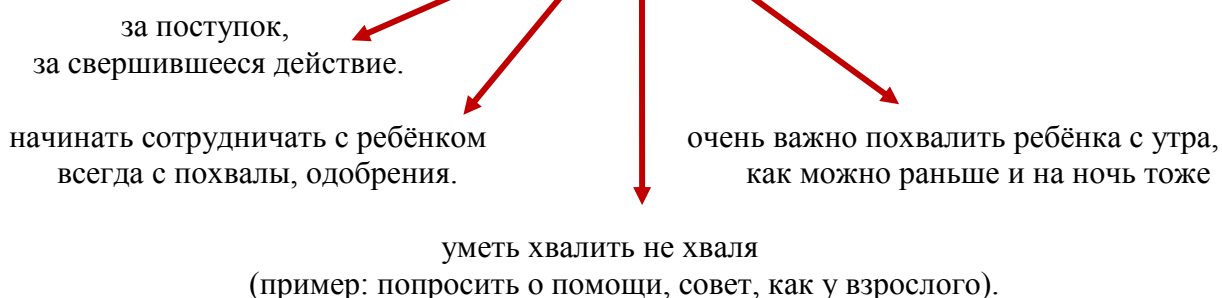 за поступок,
за свершившееся действие.
начинать сотрудничать с ребёнком
всегда с похвалы, одобрения.
очень важно похвалить ребёнка с утра,
как можно раньше и на ночь тоже
уметь хвалить не хваля
(пример: попросить о помощи, совет, как у взрослого).